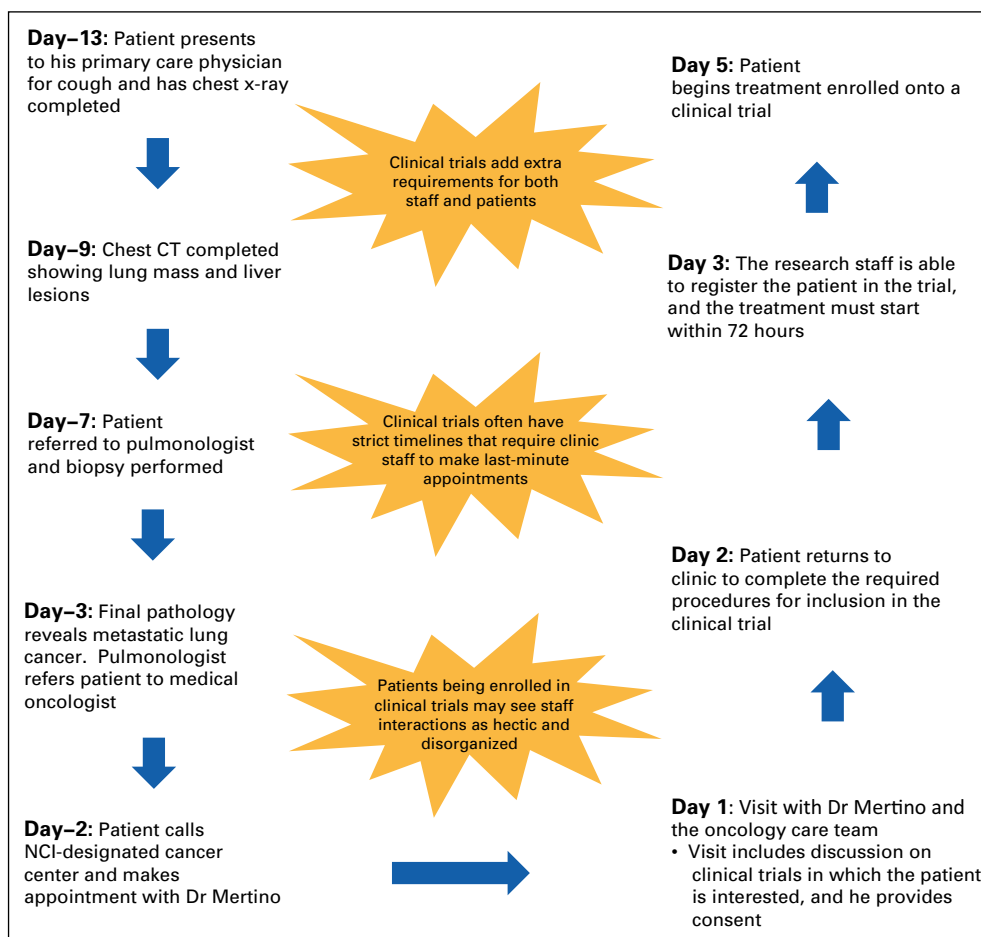 Day–13: Patient presents
to his primary care physician
for cough and has chest x-ray
completed
Day–9: Chest CT completed
showing lung mass and liver
lesions
Day–7: Patient
referred to pulmonologist
and biopsy performed
Day–3: Final pathology
reveals metastatic lung
cancer. Pulmonologist
refers patient to medical
oncologist
Day–2: Patient calls
NCI-designated cancer
center and makes
appointment with Dr Mertino
Clinical trials add extra
requirements for both
staff and patients
Clinical trials often have
strict timelines that require clinic
staff to make last-minute
appointments
Patients being enrolled in
clinical trials may see staff
interactions as hectic and
disorganized
Day 1: Visit with Dr Mertino and
the oncology care team
• Visit includes discussion on
clinical trials in which the patient
is interested, and he provides
consent
Day 2: Patient returns to
clinic to complete the required
procedures for inclusion in the
clinical trial
Day 3: The research staff is able
to register the patient in the trial,
and the treatment must start
within 72 hours
Day 5: Patient
begins treatment enrolled onto a
clinical trial